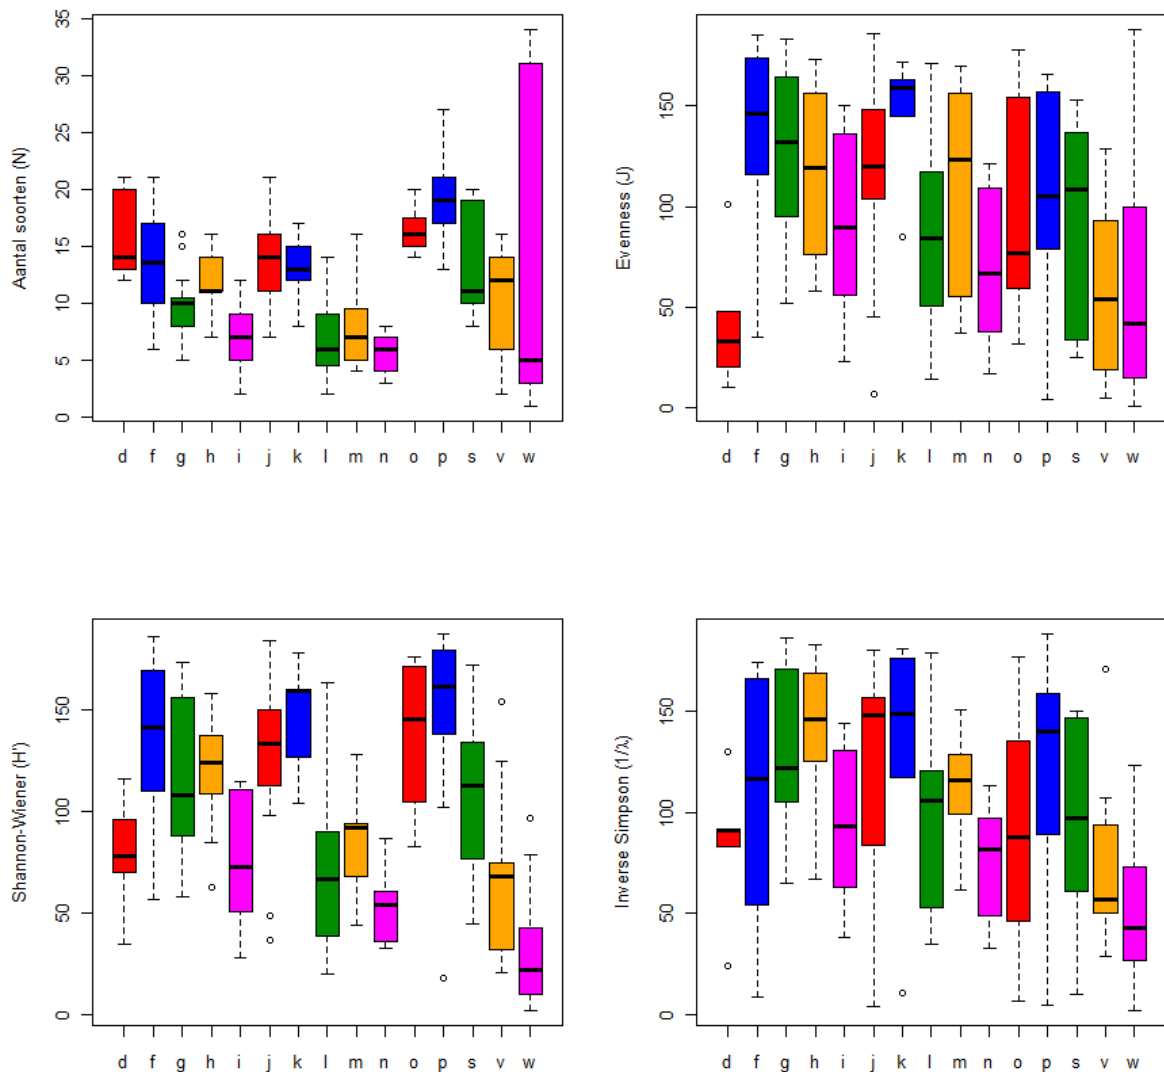 Aantal soorten (N)
35
30
25
20
15
10
5
0
d f g h i j k l m n o p s v w
Evenness (J)
150
100
50
0
d f g h i j k l m n o p s v w
Shannon-Wiener (H')
150
100
50
0
d f g h i j k l m n o p s v w
Inverse Simpson (1/λ)
150
100
50
0
d f g h i j k l m n o p s v w